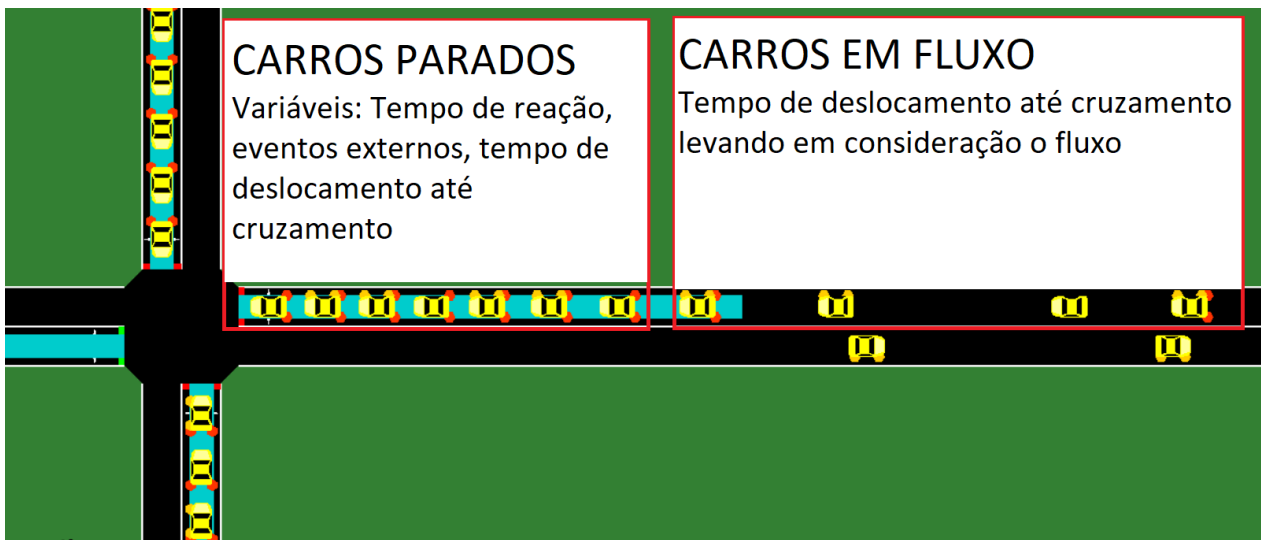 CARROS PARADOS
Variáveis: Tempo de reação,
eventos externos, tempo de
deslocamento até
cruzamento
CARROS EM FLUXO
Tempo de deslocamento até cruzamento
levando em consideração o fluxo